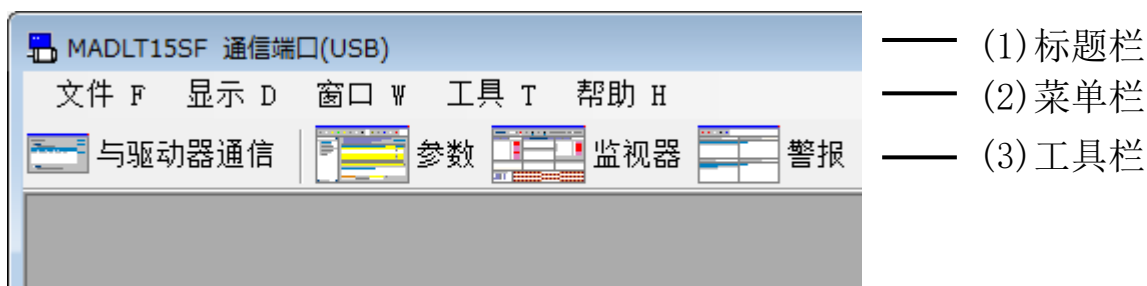 MADLT15SF 通信端口(USB)
(1)标题栏
文件 F 显示 D 窗口 W 工具 T 帮助 H
(2)菜单栏
与驱动器通信 参数 监视器 警报
(3)工具栏